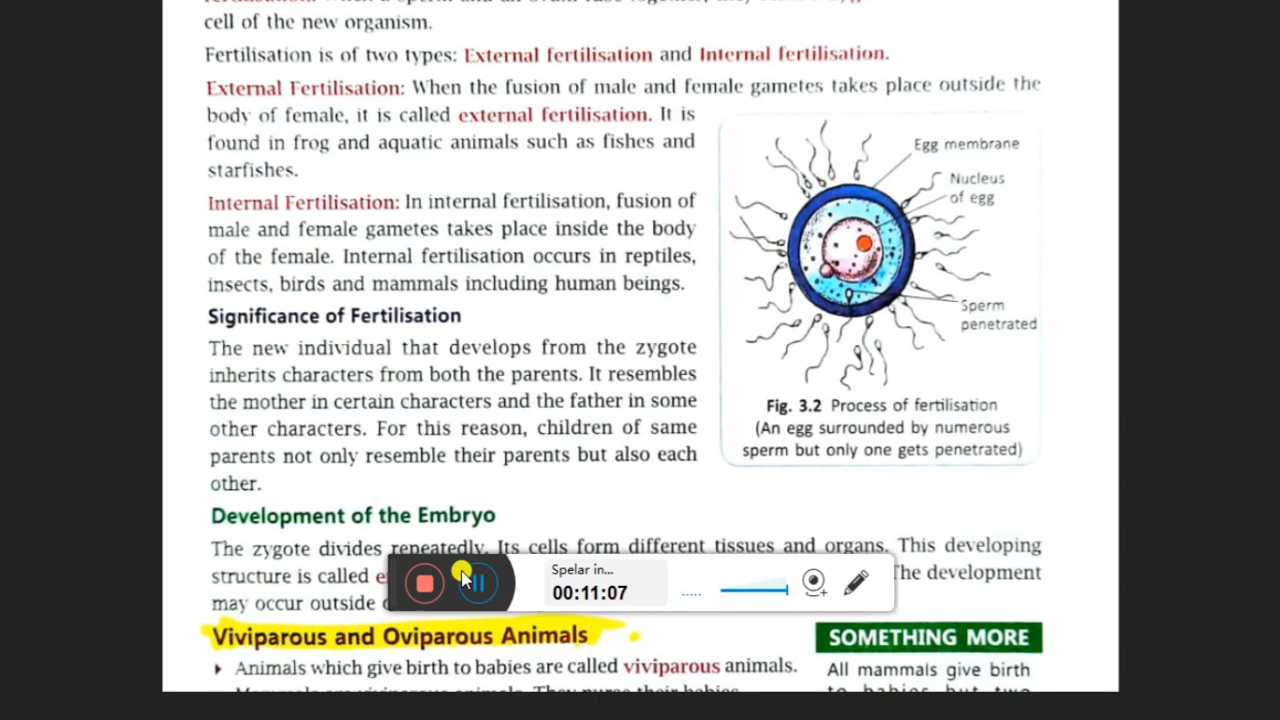 cell of the new organism.
Fertilisation is of two types: External fertilisation and Internal fertilisation.
External Fertilisation: When the fusion of male and female gametes takes place outside the
body of female, it is called external fertilisation. It is
found in frog and aquatic animals such as fishes and
starfishes.
Internal Fertilisation: In internal fertilisation, fusion of
male and female gametes takes place inside the body
of the female. Internal fertilisation occurs in reptiles,
insects, birds and mammals including human beings.
Significance of Fertilisation
The new individual that develops from the zygote
inherits characters from both the parents. It resembles
the mother in certain characters and the father in some
other characters. For this reason, children of same
parents not only resemble their parents but also each
other.
Egg membrane
Nucleus
of egg
Sperm
penetrated
Fig. 3.2 Process of fertilisation
(An egg surrounded by numerous
sperm but only one gets penetrated)
Development of the Embryo
The zygote divides repeatedly. Its cells form different tissues and organs. This developing
structure is called The development
may occur outside
Spelar in...
00:11:07
Viviparous and Oviparous Animals
Animals which give birth to babies are called viviparous animals.
SOMETHING MORE
All mammals give birth